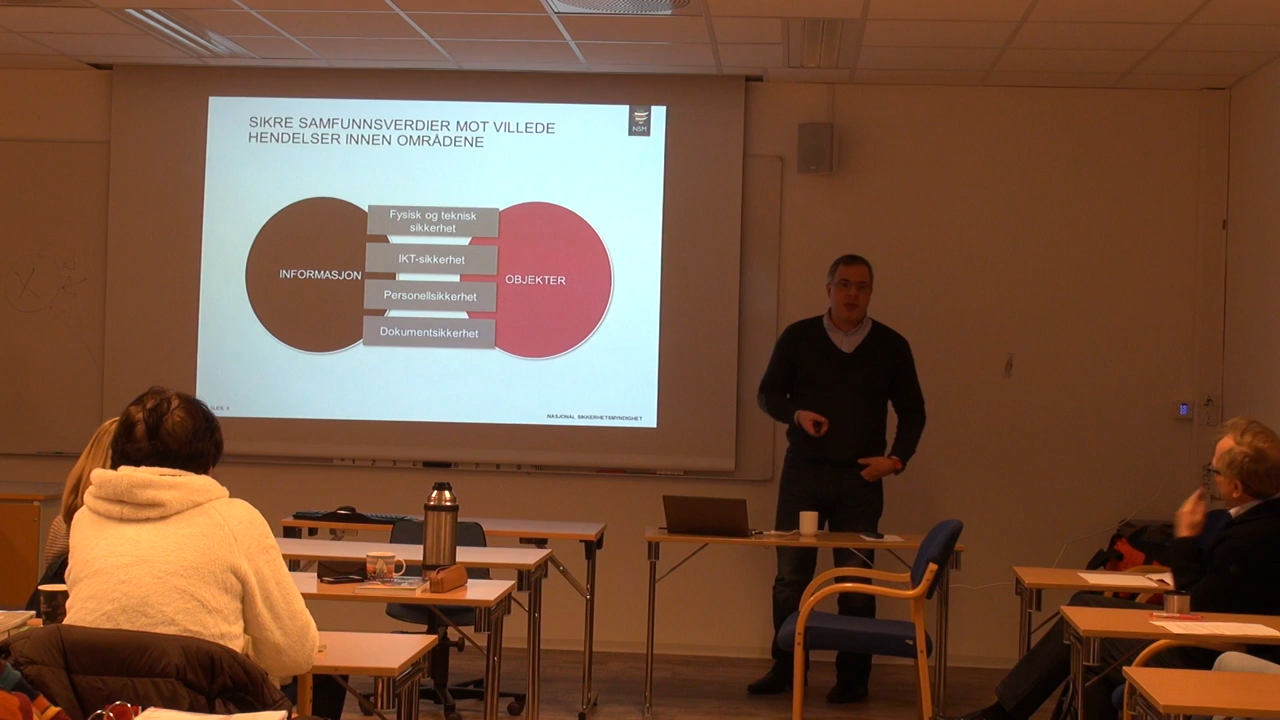 SIKRE SAMFUNNSVERDIER MOT VILLEDE
HENDELSER INNEN OMRÅDENE
NSM
Fysisk og teknisk
sikkerhet
IKT-sikkerhet
INFORMASJON
OBJEKTER
Personellsikkerhet
Dokumentsikkerhet
SLIDE
NASJONAL SIKKERHETSMYNDIGHET